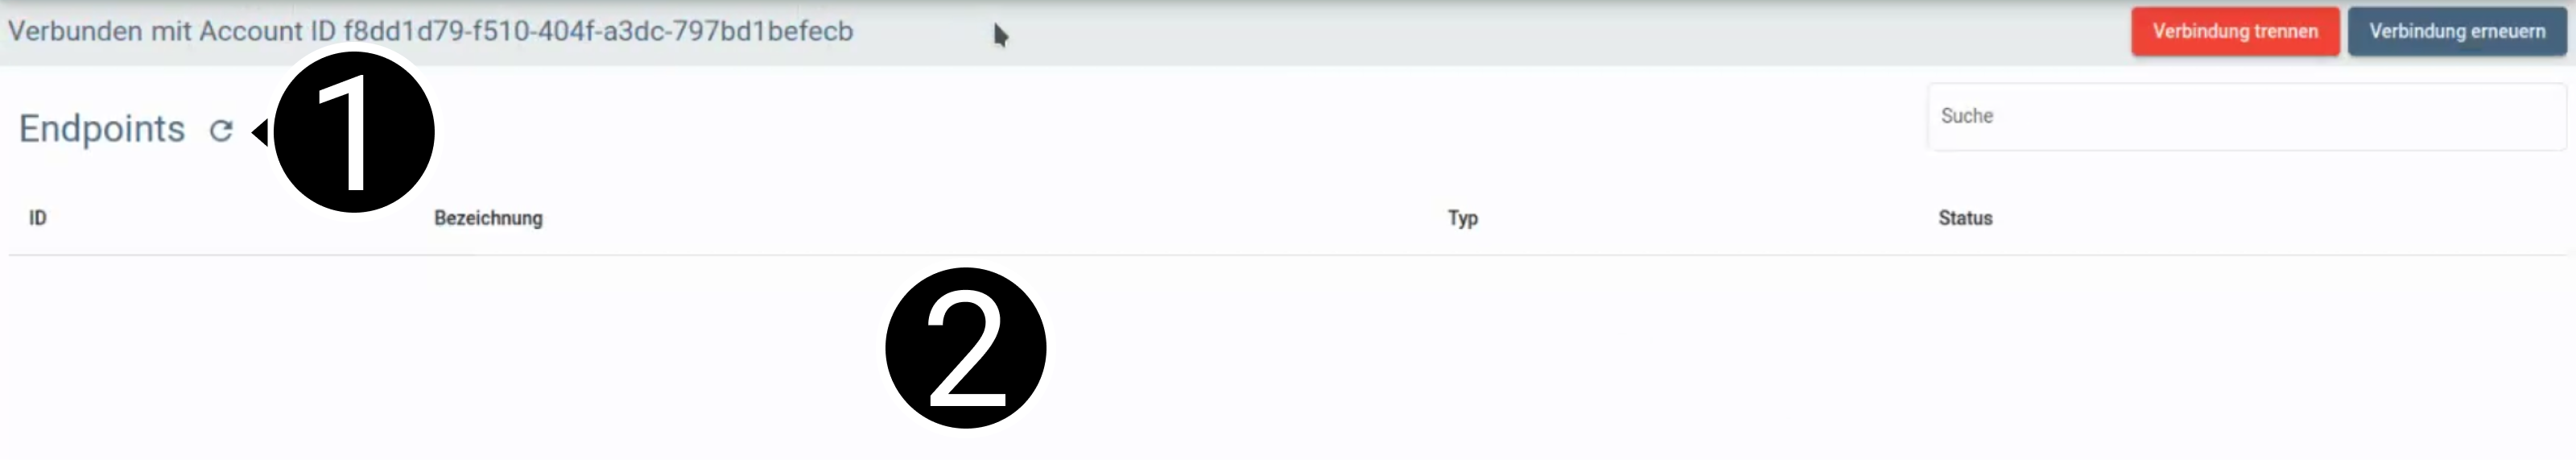 Verbunden mit Account ID f8dd1d79-f510-404f-a3dc-797bd1befecb
Verbindung trennen
Verbindung erneuern
Endpoints
1
Suche
ID
Bezeichnung
Typ
Status
2